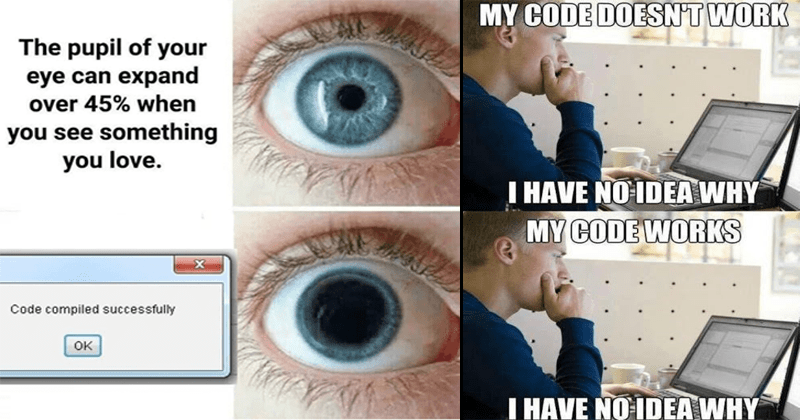 The pupil of your
eye can expand
over 45% when
you see something
you love.
Code compiled successfully
OK
MY CODE DOESN'T WORK
I HAVE NO IDEA WHY
MY CODE WORKS
I HAVE NO IDEA WHY